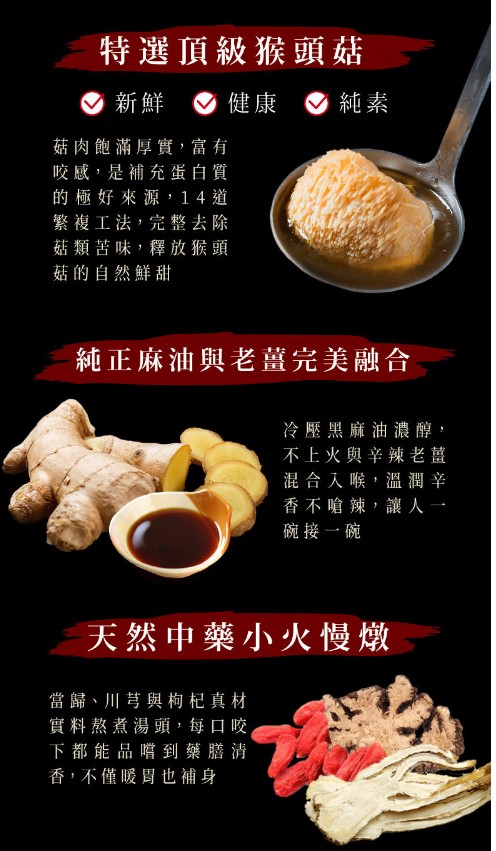 特選頂級猴頭菇
新鮮 健康 純素
菇肉飽滿厚實，富有
咬感，是補充蛋白質
的極好來源，14道
繁複工法，完整去除
菇類苦味，釋放猴頭
菇的自然鮮甜
純正麻油與老薑完美融合
冷壓黑麻油濃醇，
不上火與辛辣老薑
混合入喉，溫潤辛
香不嗆辣，讓人一
碗接一碗
天然中藥小火慢燉
當歸、川芎與枸杞真材
實料熬煮湯頭，每口咬
下都能品嚐到藥膳清
香，不僅暖胃也補身